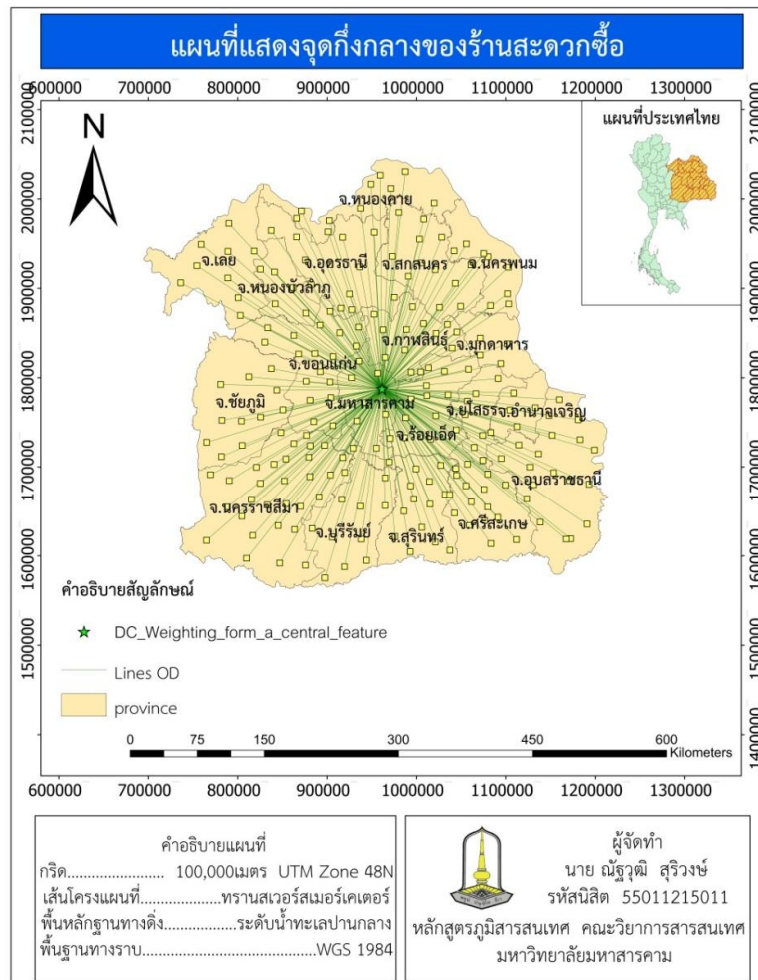 แผนที่แสดงจุดกึ่งกลางของร้านสะดวกซื้อ
600000 700000 800000 900000 1000000 1100000 1200000 1300000
2100000 2100000
2000000 2000000
1900000 1900000
1800000 1800000
1700000 1700000
1600000 1600000
1500000 1500000
1400000 1400000
N
แผนที่ประเทศไทย
จ.หนองคาย
จ.เลย
จ.อุดรธานี
จ.สกสนคร
จ.นครพนม
จ.หนองบัวลำภู
จ.กาฬสินธุ์
จ.มุกดาหาร
จ.ขอนแก่น
จ.ชัยภูมิ
จ.มหาสารคาม
จ.ยโสธร
จ.อำนาจเจริญ
จ.ร้อยเอ็ด
จ.อุบลราชธานี
จ.นครราชสีมา
จ.บุรีรัมย์
จ.สุรินทร์
จ.ศรีสะเกษ
คำอธิบายสัญลักษณ์
DC_Weighting_form_a_central_feature
Lines OD
province
0 75 150 300 450 600
Kilometers
600000 700000 800000 900000 1000000 1100000 1200000 1300000
คำอธิบายแผนที่
กริด....................... 100,000เมตร UTM Zone 48N
เส้นโครงแผนที่...................ทรานสเวอร์สเมอร์เคเตอร์
พื้นหลักฐานทางดิ่ง..............ระดับน้ำทะเลปานกลาง
พื้นฐานทางราบ.........................................WGS 1984
ผู้จัดทำ
นาย ณัฐวุฒิ สุริวงษ์
รหัสนิสิต 55011215011
หลักสูตรภูมิสารสนเทศ คณะวิยาการสารสนเทศ
มหาวิทยาลัยมหาสารคาม